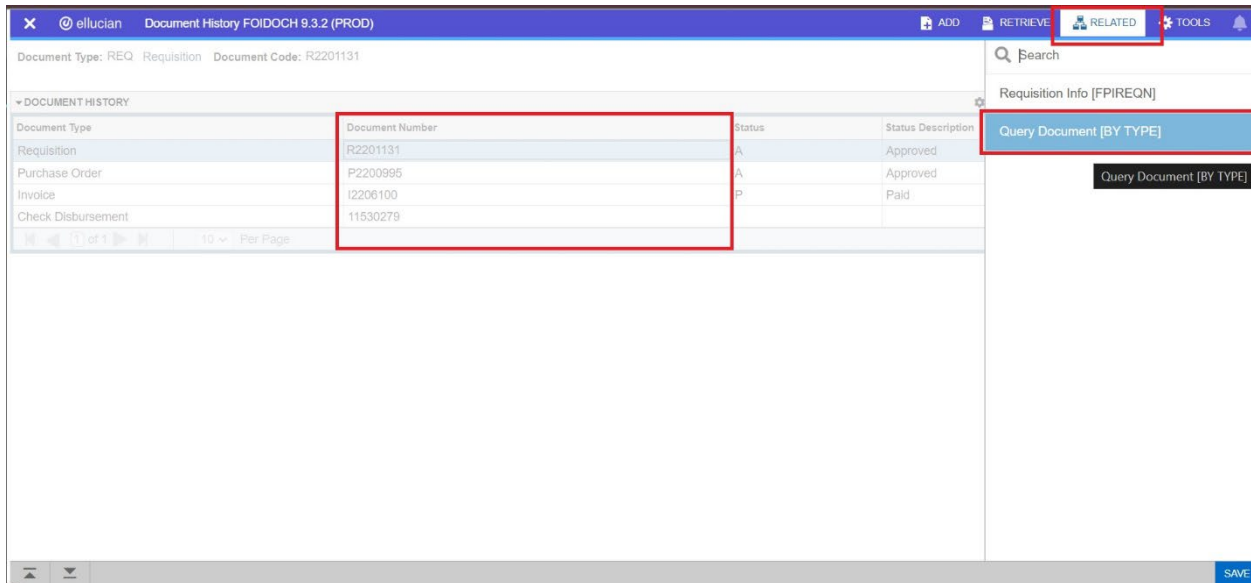 ellucian Document History FOIDOCH 9.3.2 (PROD) ADD RETRIEVE RELATED TOOLS
Document Type: REQ Requisition Document Code: R2201131
Search
Requisition Info [FPIREQN]
DOCUMENT HISTORY
Document Type Document Number Status Status Description
Query Document [BY TYPE]
Requisition R2201131 A Approved
Purchase Order P2200995 A Approved
Query Document [BY TYPE]
Invoice I2206100 P Paid
Check Disbursement 11530279
1 of 1 10 Per Page
SAVE